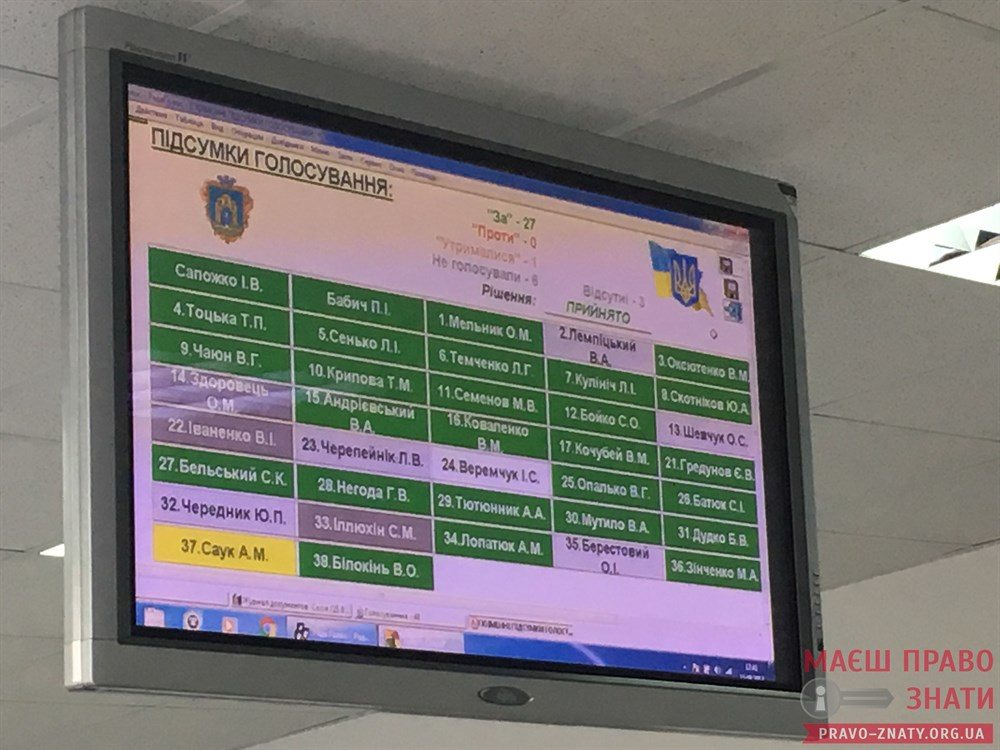 ПІДСУМКИ ГОЛОСУВАННЯ:
"За" - 27
"Проти" - 0
"Утрималися" - 1
Не голосували - 6
Відсутні - 3
Рішення: ПРИЙНЯТО
Сапожко І.В.
Бабич П.І.
1.Мельник О.М.
2.Лемпіцький
В.А.
3.Оксютенко В.М.
4.Тоцька Т.П.
5.Сенько Л.І.
6.Темченко Л.Г
7.Кулініч Л.І.
8.Скотніков Ю.А.
9.Чаюн В.Г.
10.Крипова Т.М.
11.Семенов М.В.
12.Бойко С.О.
13.Шевчук О.С.
14.Здоровець
О.М.
15.Андрієвський
В.А.
16.Коваленко
В.М.
17.Кочубей В.М.
21.Гредунов Є.В.
22.Іваненко В.І.
23.Черепейнік Л.В.
24.Веремчук І.С.
25.Опалько В.Г.
26.Батюк С.І.
27.Бельський С.К.
28.Негода Г.В.
29.Тютюнник А.А.
30.Мутило В.А.
31.Дудко Б.В.
32.Чередник Ю.П.
33.Іллюхін С.М.
34.Лопатюк А.М.
35.Берестовий
О.І.
36.Зінченко М.А.
37.Саук А.М.
38.Білокінь В.О.
МАЄШ ПРАВО
ЗНАТИ
PRAVO-ZNATY.ORG.UA